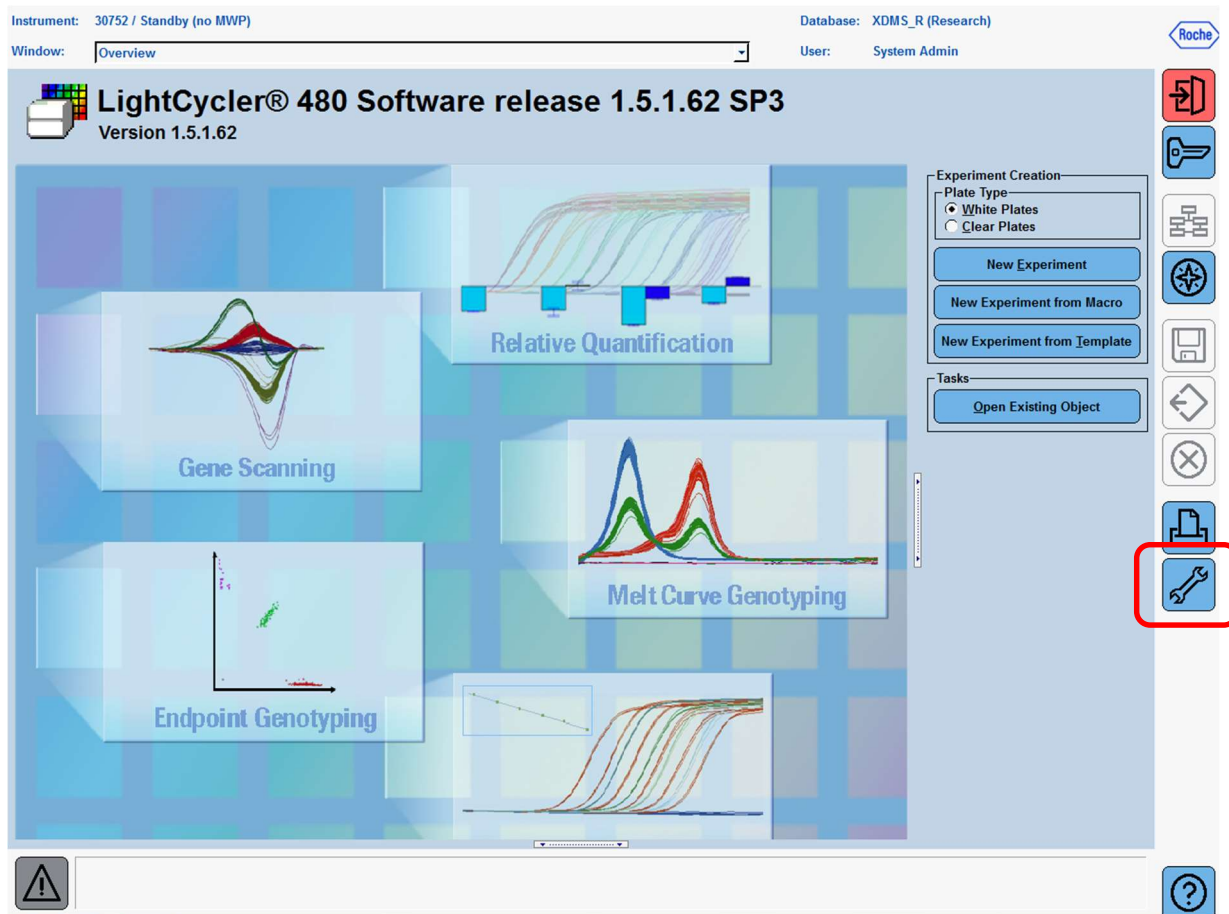 Instrument: 30752 / Standby (no MWP) Database: XDMS_R (Research)
Window: Overview User: System Admin
Roche
LightCycler® 480 Software release 1.5.1.62 SP3
Version 1.5.1.62
Experiment Creation
Plate Type
White Plates
Clear Plates
New Experiment
New Experiment from Macro
New Experiment from Template
Tasks
Open Existing Object
Relative Quantification
Gene Scanning
Melt Curve Genotyping
Endpoint Genotyping